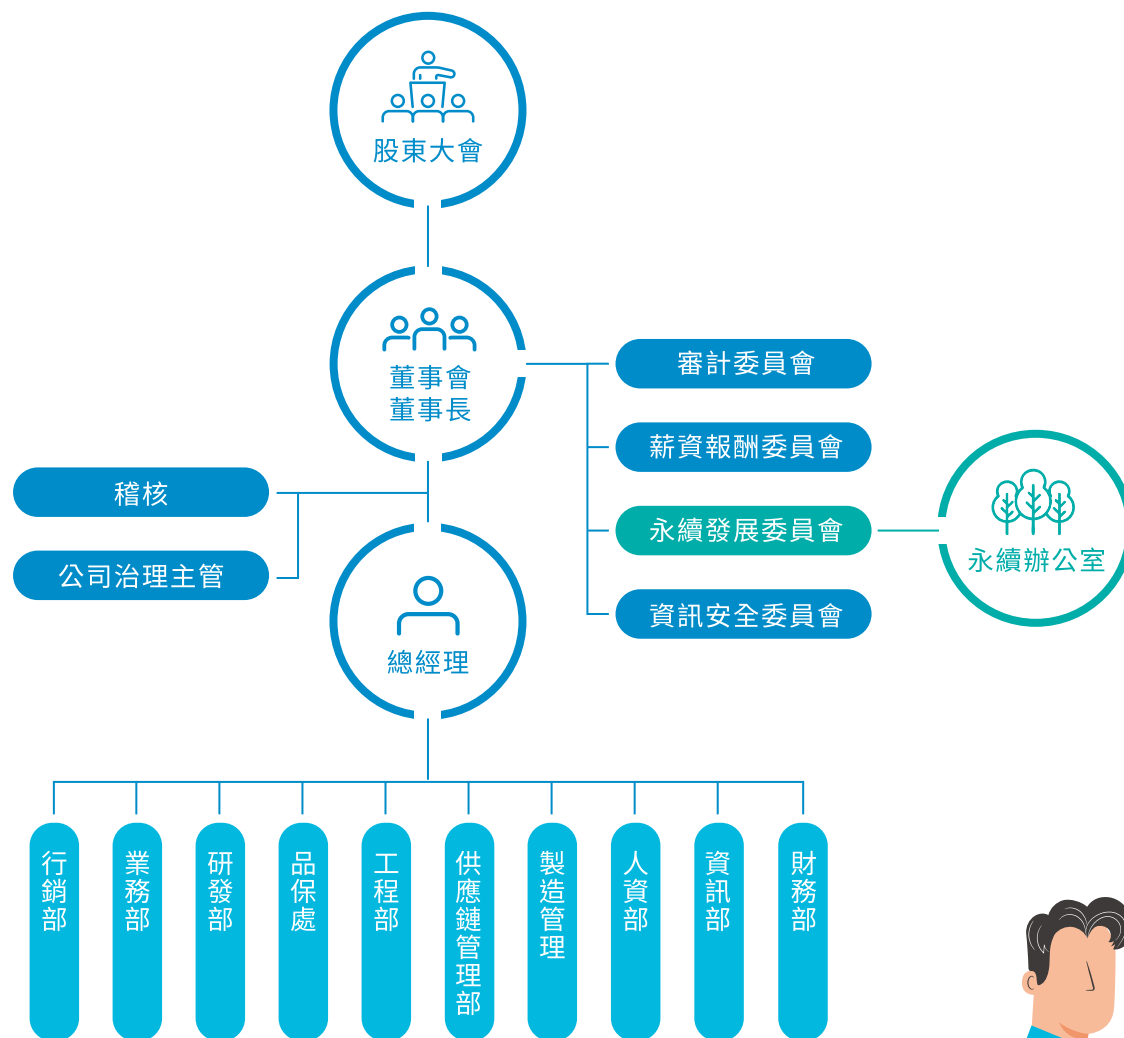 股東大會
董事會
董事長
審計委員會
薪資報酬委員會
永續發展委員會
資訊安全委員會
永續辦公室
稽核
公司治理主管
總經理
行銷部
業務部
研發部
品保處
工程部
供應鏈管理部
製造管理
人資部
資訊部
財務部